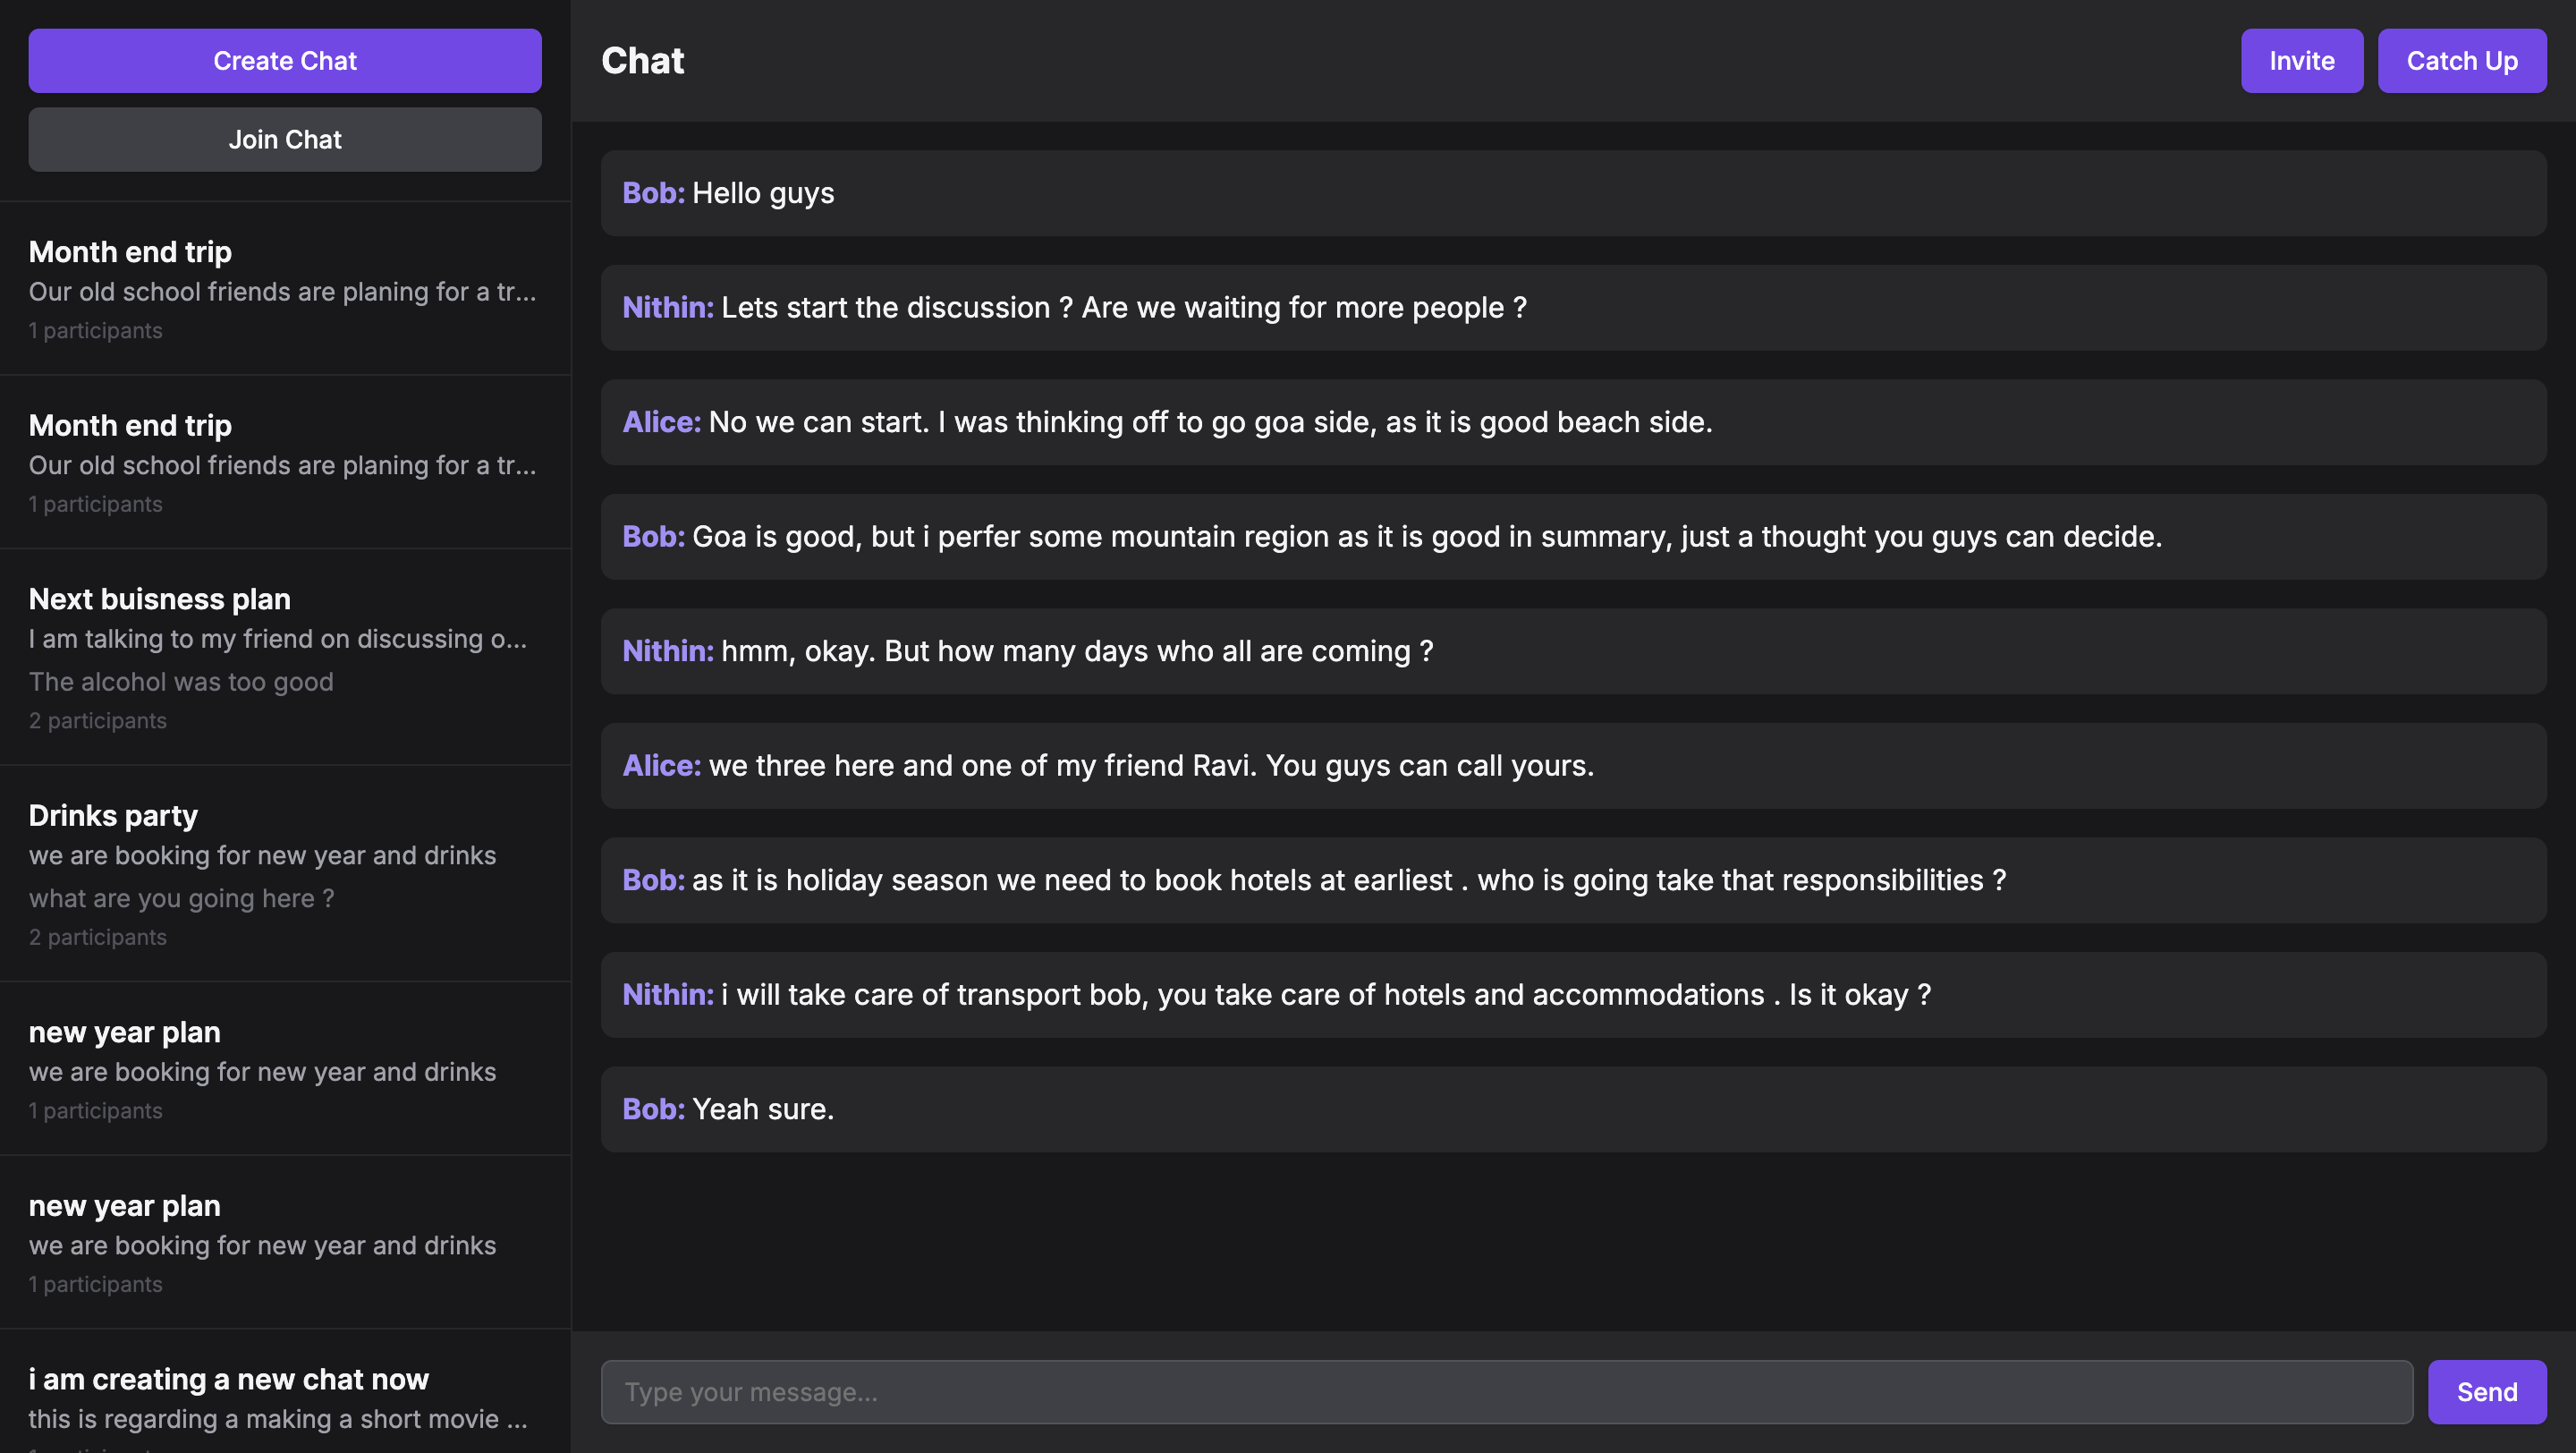 Create Chat
Join Chat
Month end trip
Our old school friends are planing for a tr...
1 participants
Month end trip
Our old school friends are planing for a tr...
1 participants
Next buisness plan
I am talking to my friend on discussing o...
The alcohol was too good
2 participants
Drinks party
we are booking for new year and drinks
what are you going here ?
2 participants
new year plan
we are booking for new year and drinks
1 participants
new year plan
we are booking for new year and drinks
1 participants
i am creating a new chat now
this is regarding a making a short movie ...
Chat
Invite
Catch Up
Bob: Hello guys
Nithin: Lets start the discussion ? Are we waiting for more people ?
Alice: No we can start. I was thinking off to go goa side, as it is good beach side.
Bob: Goa is good, but i perfer some mountain region as it is good in summary, just a thought you guys can decide.
Nithin: hmm, okay. But how many days who all are coming ?
Alice: we three here and one of my friend Ravi. You guys can call yours.
Bob: as it is holiday season we need to book hotels at earliest . who is going take that responsibilities ?
Nithin: i will take care of transport bob, you take care of hotels and accommodations . Is it okay ?
Bob: Yeah sure.
Type your message...
Send